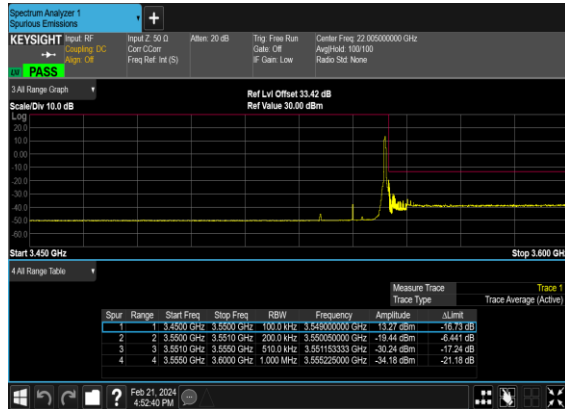 Spectrum Analyzer 1
Spurious Emissions
+
KEYSIGHT Input: RF Input Z: 50 Ω Atten: 20 dB Trig: Free Run Center Freq: 22.005000000 GHz
Coupling: DC Corr CCorr Gate: Off Avg|Hold: 100/100
Align: Off Freq Ref: Int (S) IF Gain: Low Radio Std: None
PASS
3 All Range Graph
Ref Lvl Offset 33.42 dB
Scale/Div 10.0 dB Ref Value 30.00 dBm
Log
20.0
10.0
0.00
-10.0
-20.0
-30.0
-40.0
-50.0
-60.0
Start 3.450 GHz Stop 3.600 GHz
4 All Range Table
Measure Trace Trace 1
Trace Type Trace Average (Active)
Spur Range Start Freq Stop Freq RBW Frequency Amplitude ΔLimit
1 1 3.4500 GHz 3.5500 GHz 100.0 kHz 3.549000000 GHz 13.27 dBm -16.73 dB
2 2 3.5500 GHz 3.5510 GHz 200.0 kHz 3.550050000 GHz -19.44 dBm -6.441 dB
3 3 3.5510 GHz 3.5550 GHz 510.0 kHz 3.551153333 GHz -30.24 dBm -17.24 dB
4 4 3.5550 GHz 3.6000 GHz 1.000 MHz 3.555225000 GHz -34.18 dBm -21.18 dB
? Feb 21, 2024
4:52:40 PM